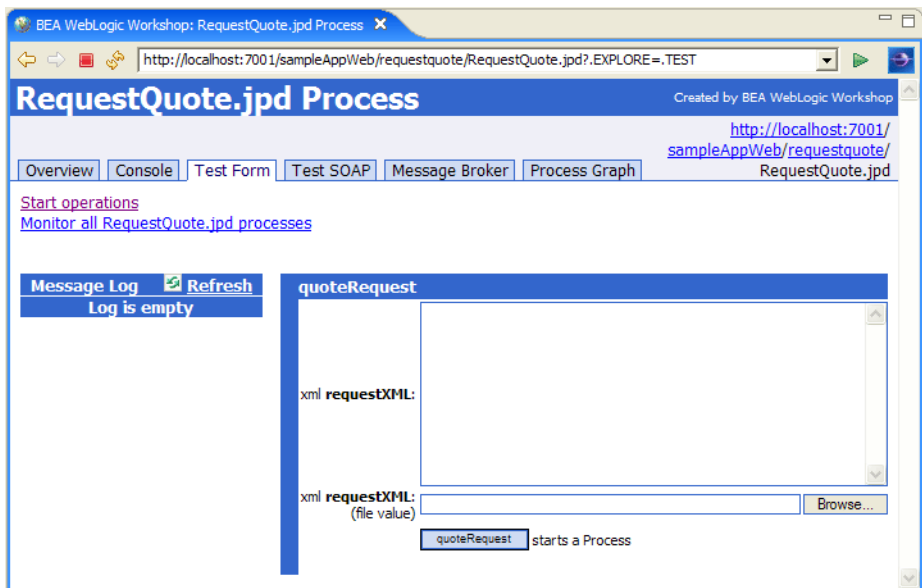 BEA WebLogic Workshop: RequestQuote.jpd Process
http://localhost:7001/sampleAppWeb/requestquote/RequestQuote.jpd?.EXPLORE=.TEST
RequestQuote.jpd Process
Created by BEA WebLogic Workshop
http://localhost:7001/
sampleAppWeb/requestquote/
RequestQuote.jpd
Overview Console Test Form Test SOAP Message Broker Process Graph
Start operations
Monitor all RequestQuote.jpd processes
Message Log Refresh
Log is empty
quoteRequest
xml requestXML:
xml requestXML:
(file value)
Browse...
quoteRequest starts a Process